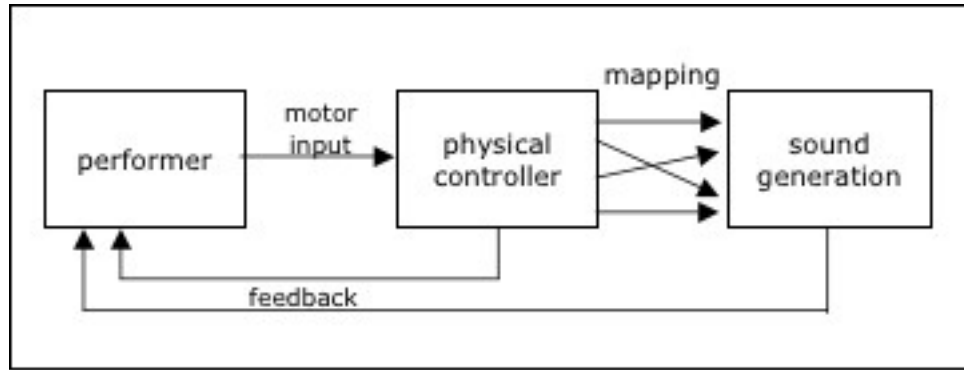 mapping
motor
input
performer
physical
controller
sound
generation
feedback